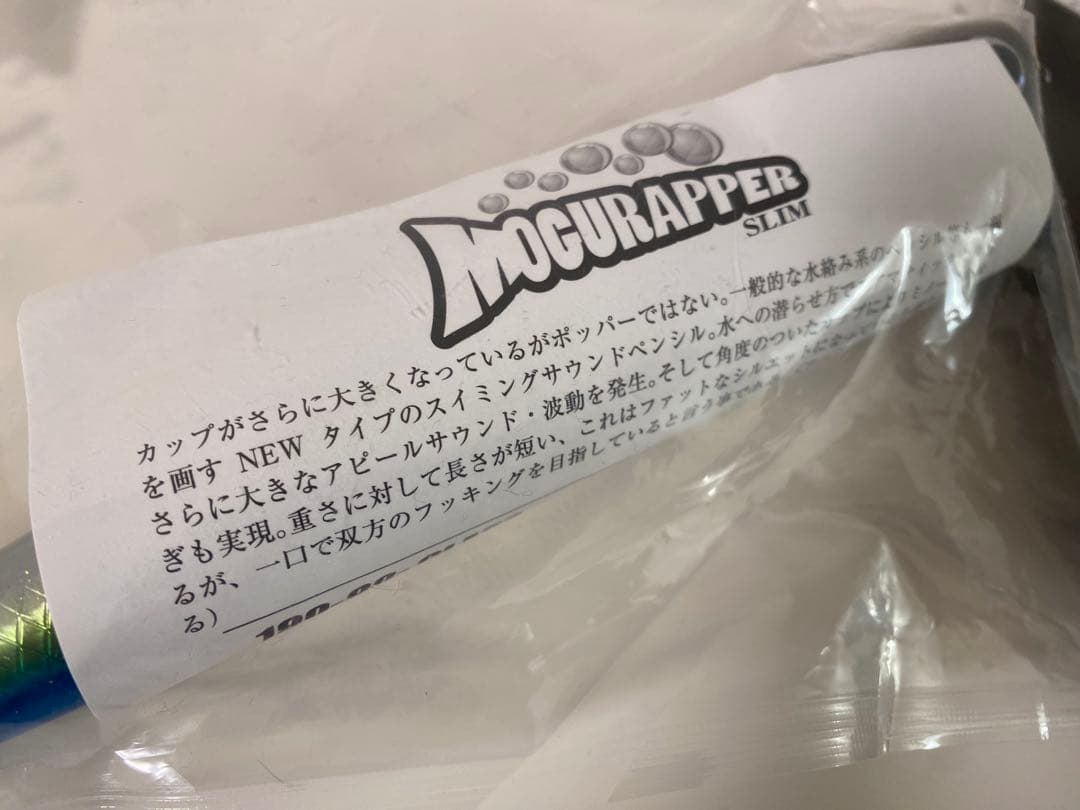 MOGURAPPER
SLIM
カップがさらに大きくなっているがポッパーではない。一般的な水絡み系の
を画す NEW タイプのスイミングサウンドペンシル。水への潜らせ方で
さらに大きなアピールサウンド・波動を発生。そして角度のついた
ぎも実現。重さに対して長さが短い、これはファットなシルエットに
るが、一口で双方のフッキングを目指していると言う
る)